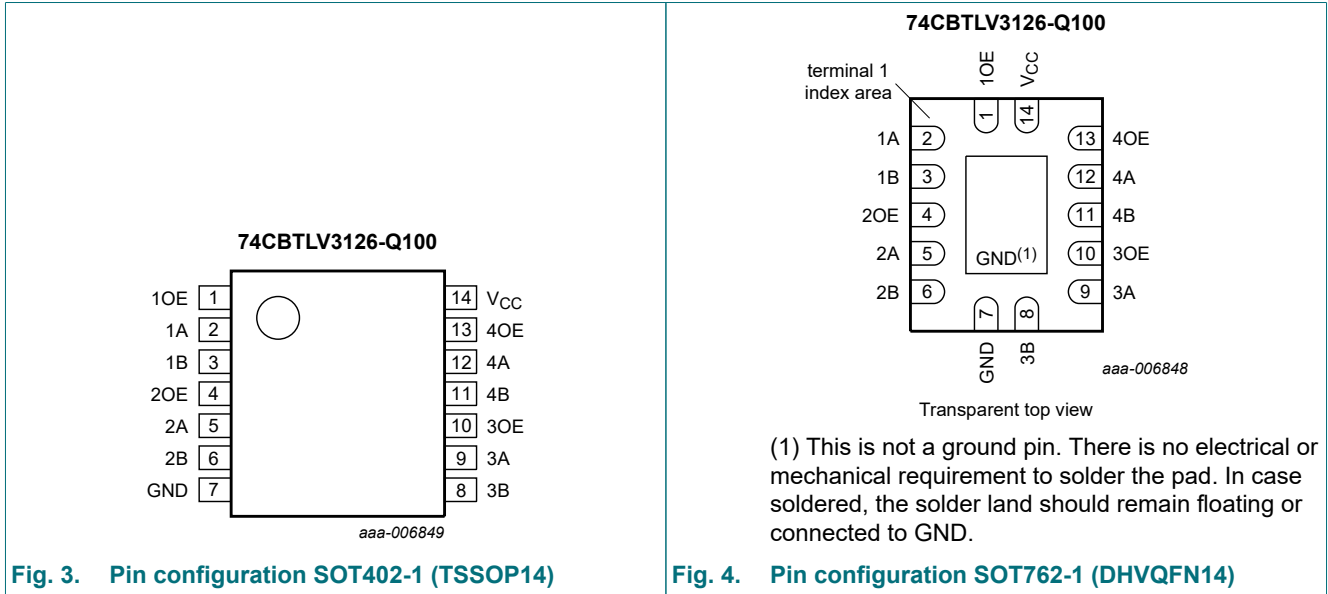 74CBTLV3126-Q100
1OE 1
1A 2
1B 3
2OE 4
2A 5
2B 6
GND 7
14 VCC
13 4OE
12 4A
11 4B
10 3OE
9 3A
8 3B
aaa-006849
Fig. 3. Pin configuration SOT402-1 (TSSOP14)
74CBTLV3126-Q100
terminal 1
index area
1OE
VCC
1
14
1A 2
1B 3
2OE 4
2A 5
2B 6
13 4OE
12 4A
11 4B
10 3OE
9 3A
GND(1)
7
8
GND
3B
aaa-006848
Transparent top view
(1) This is not a ground pin. There is no electrical or
mechanical requirement to solder the pad. In case
soldered, the solder land should remain floating or
connected to GND.
Fig. 4. Pin configuration SOT762-1 (DHVQFN14)